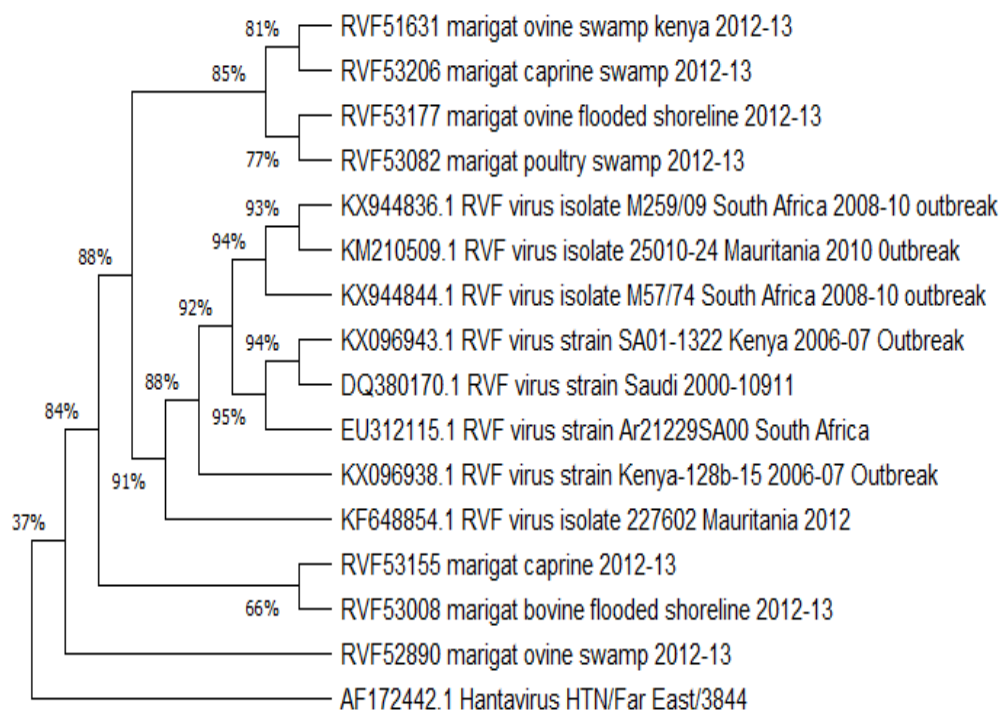 81%
RVF51631 marigat ovine swamp kenya 2012-13
85%
RVF53206 marigat caprine swamp 2012-13
RVF53177 marigat ovine flooded shoreline 2012-13
77%
RVF53082 marigat poultry swamp 2012-13
93%
KX944836.1 RVF virus isolate M259/09 South Africa 2008-10 outbreak
94%
KM210509.1 RVF virus isolate 25010-24 Mauritania 2010 0utbreak
88%
KX944844.1 RVF virus isolate M57/74 South Africa 2008-10 outbreak
92%
94%
KX096943.1 RVF virus strain SA01-1322 Kenya 2006-07 Outbreak
88%
DQ380170.1 RVF virus strain Saudi 2000-10911
84%
95%
EU312115.1 RVF virus strain Ar21229SA00 South Africa
91%
KX096938.1 RVF virus strain Kenya-128b-15 2006-07 Outbreak
37%
KF648854.1 RVF virus isolate 227602 Mauritania 2012
RVF53155 marigat caprine 2012-13
66%
RVF53008 marigat bovine flooded shoreline 2012-13
RVF52890 marigat ovine swamp 2012-13
AF172442.1 Hantavirus HTN/Far East/3844